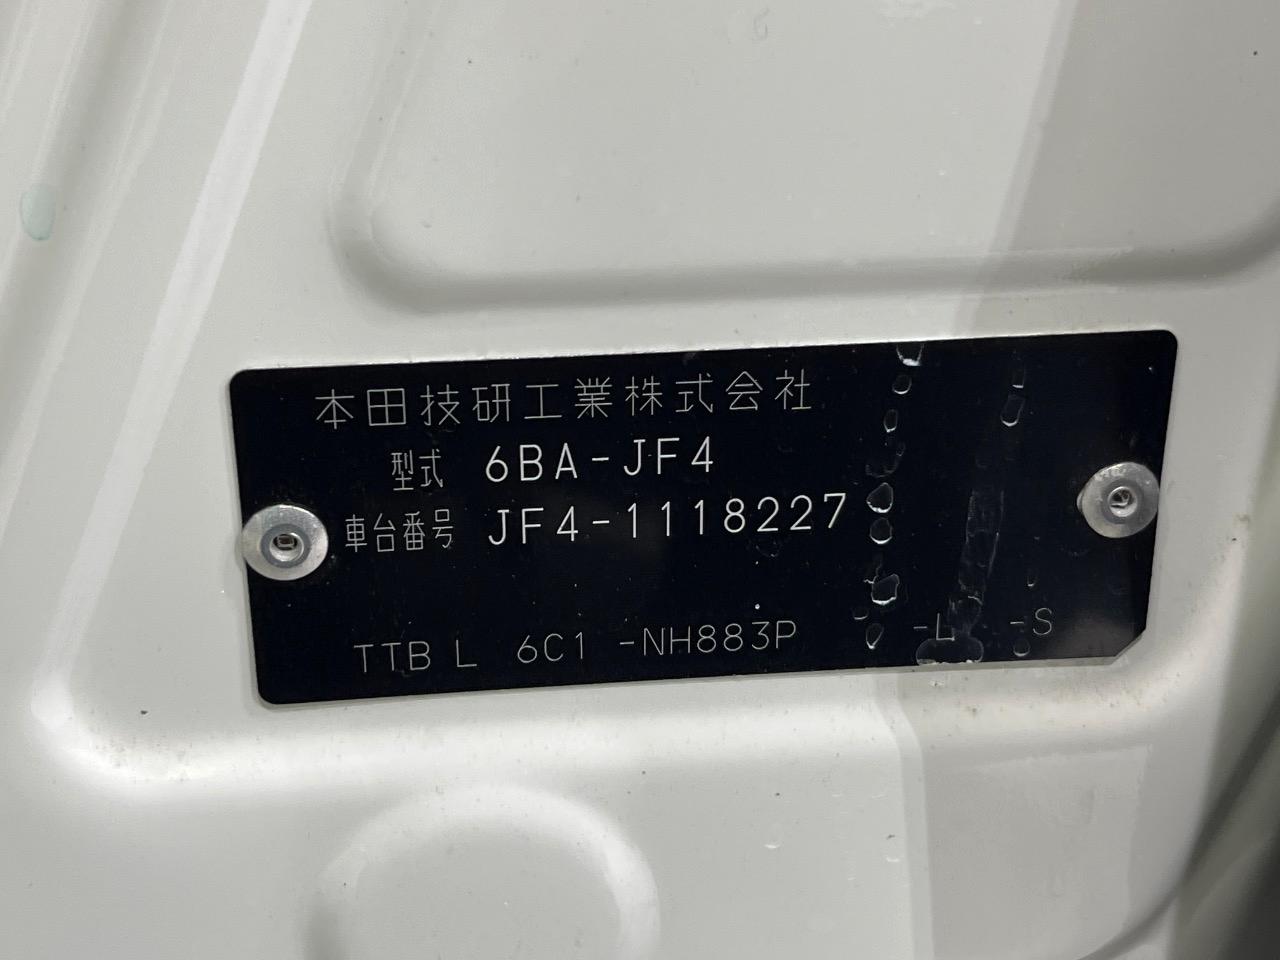 本田技研工業株式会社
型式 6BA-JF4
車台番号 JF4-1118227
TTB L 6C1 -NH883P -L -S